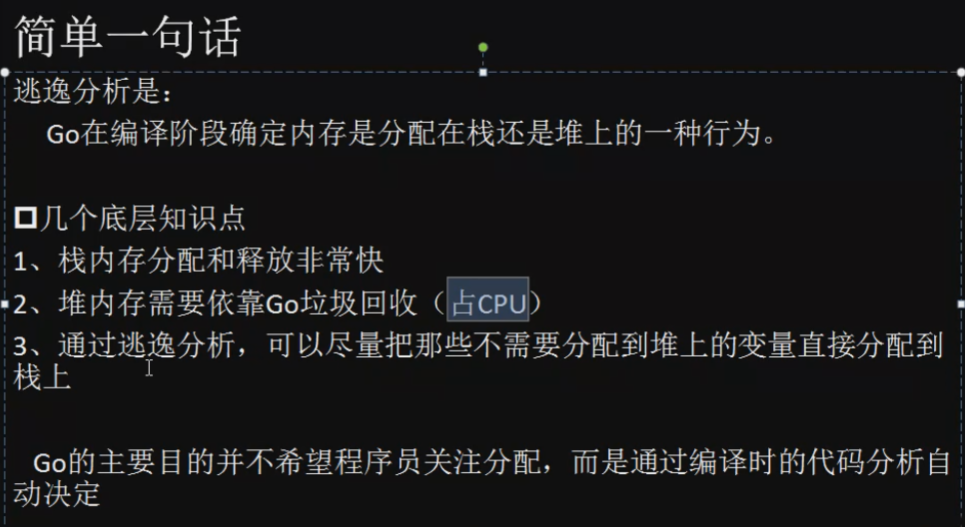 简单一句话
逃逸分析是：
Go在编译阶段确定内存是分配在栈还是堆上的一种行为。
几个底层知识点
1、栈内存分配和释放非常快
2、堆内存需要依靠Go垃圾回收（占CPU）
3、通过逃逸分析，可以尽量把那些不需要分配到堆上的变量直接分配到
栈上
Go的主要目的并不希望程序员关注分配，而是通过编译时的代码分析自
动决定